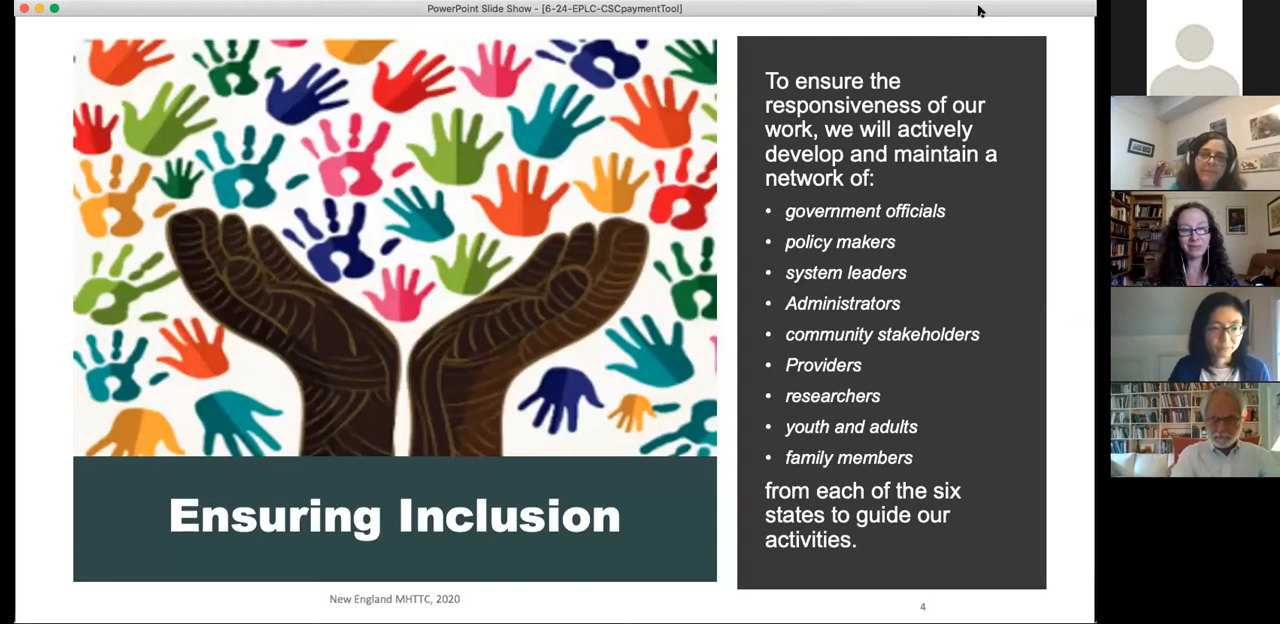 PowerPoint Slide Show - [6-24-EPLC-CSCpaymentTool]
To ensure the
responsiveness of our
work, we will actively
develop and maintain a
network of:
• government officials
• policy makers
• system leaders
• Administrators
• community stakeholders
• Providers
• researchers
• youth and adults
• family members
from each of the six
states to guide our
activities.
Ensuring Inclusion
New England MHTTC, 2020
4